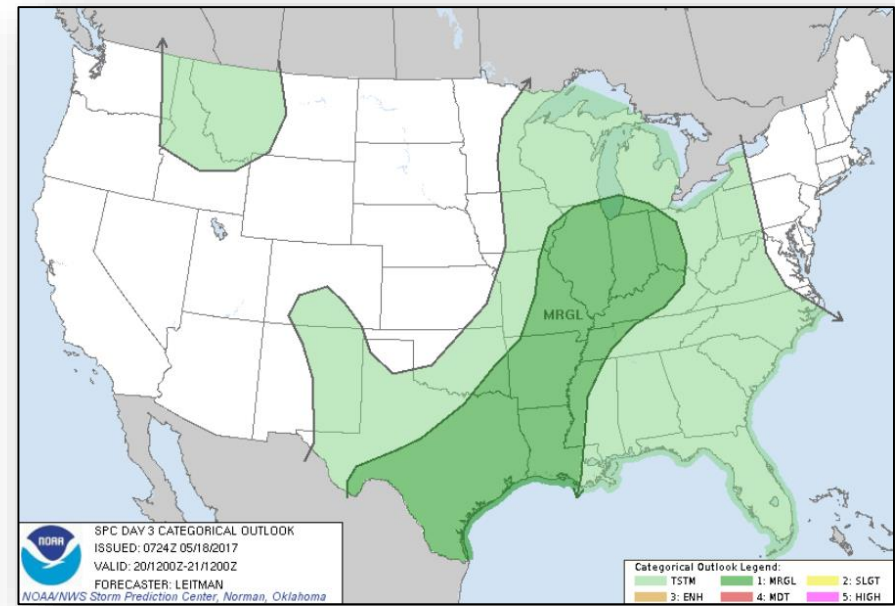 MRGL
noaa
SPC DAY 3 CATEGORICAL OUTLOOK
ISSUED: 0724Z 05/18/2017
VALID: 20/1200Z-21/1200Z
FORECASTER: LEITMAN
NOAA/NWS Storm Prediction Center, Norman, Oklahoma
Categorical Outlook Legend:
TSTM 1: MRGL 2: SLGT
3: ENH 4: MDT 5: HIGH